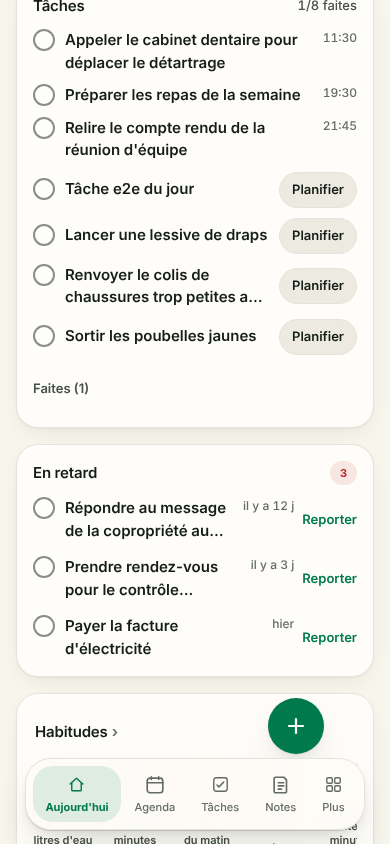 Tâches
1/8 faites
Appeler le cabinet dentaire pour
déplacer le détartrage
11:30
Préparer les repas de la semaine
19:30
Relire le compte rendu de la
réunion d'équipe
21:45
Tâche e2e du jour
Planifier
Lancer une lessive de draps
Planifier
Renvoyer le colis de
chaussures trop petites a...
Planifier
Sortir les poubelles jaunes
Planifier
Faites (1)
En retard
3
Répondre au message
de la copropriété au...
il y a 12 j
Reporter
Prendre rendez-vous
pour le contrôle...
il y a 3 j
Reporter
Payer la facture
d'électricité
hier
Reporter
Habitudes ›
Aujourd'hui
Agenda
Tâches
Notes
Plus
litres d'eau
minutes
du matin